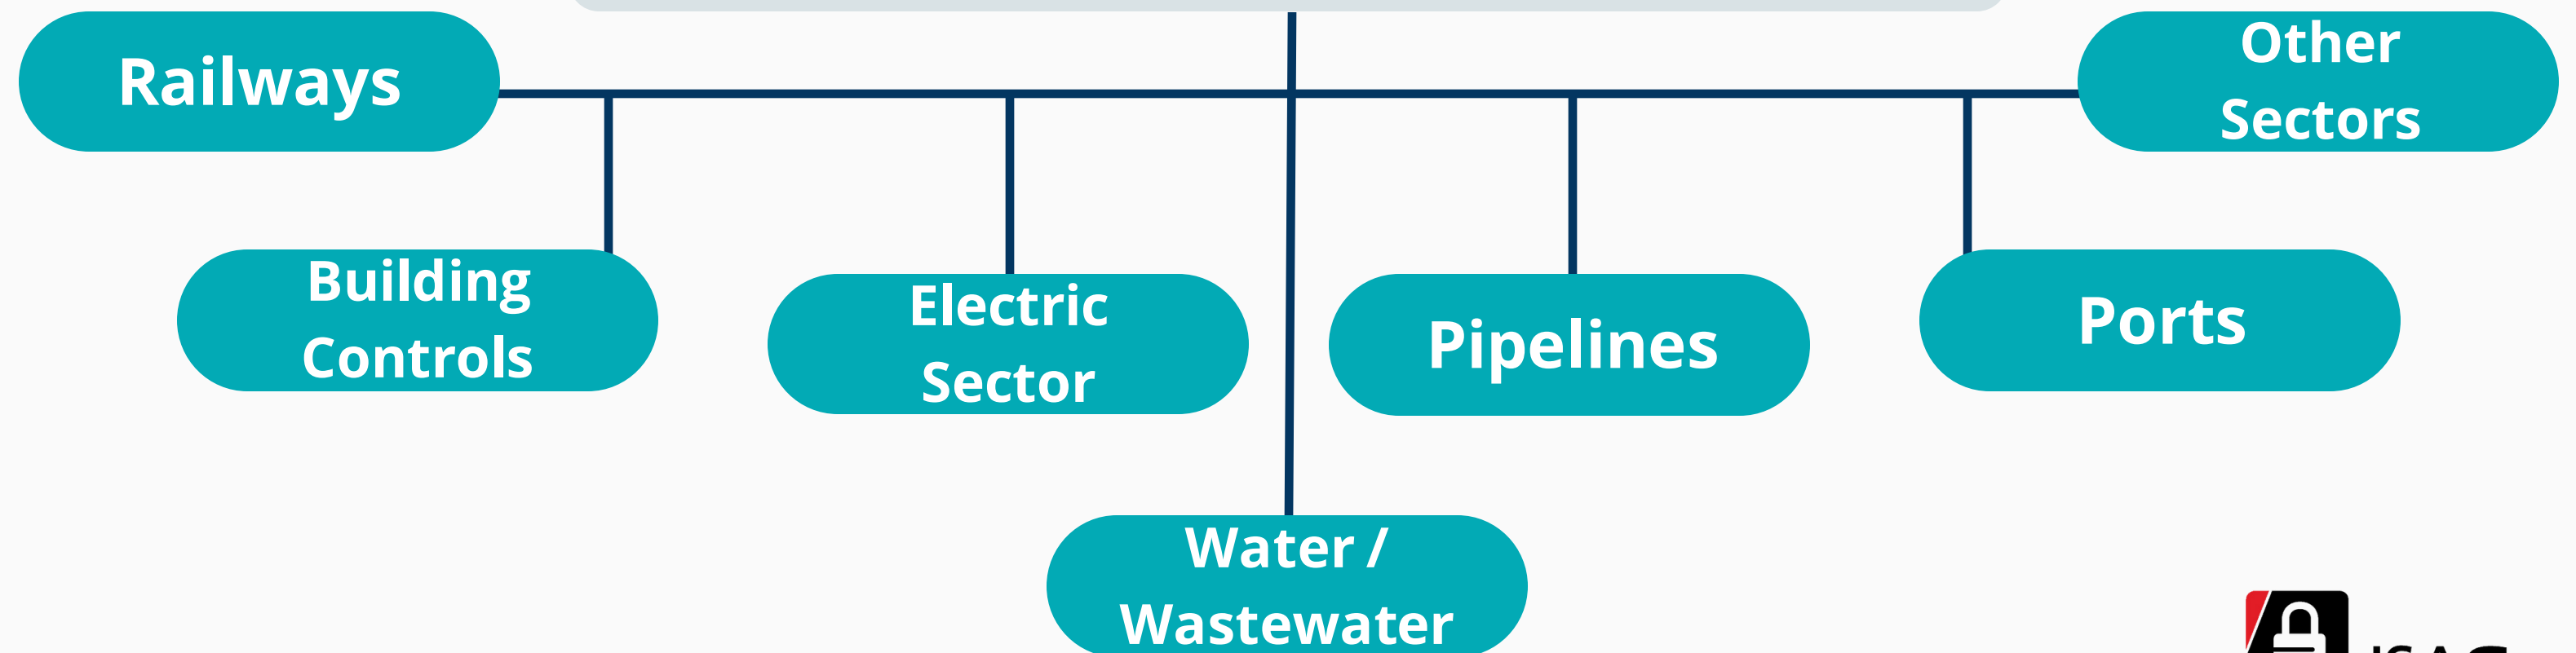 Railways
Other
Sectors
Building
Controls
Electric
Sector
Pipelines
Ports
Water /
Wastewater